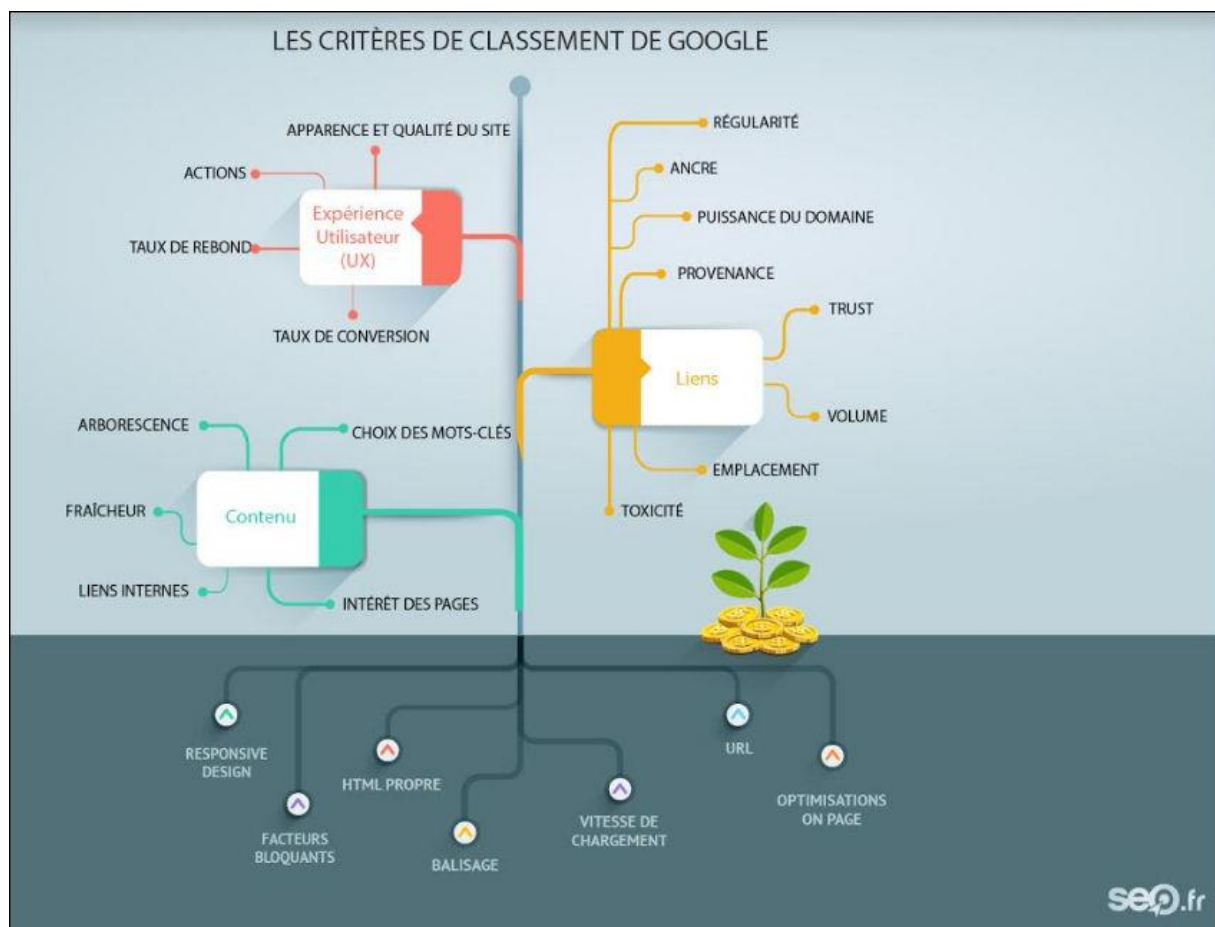 LES CRITÈRES DE CLASSEMENT DE GOOGLE
APPARENCE ET QUALITÉ DU SITE
ACTIONS
Expérience
Utilisateur
(UX)
TAUX DE REBOND
TAUX DE CONVERSION
RÉGULARITÉ
ANCRE
PUISSANCE DU DOMAINE
PROVENANCE
TRUST
Liens
VOLUME
EMPLACEMENT
TOXICITÉ
ARBORESCENCE
CHOIX DES MOTS-CLÉS
FRAÎCHEUR
Contenu
LIENS INTERNES
INTÉRÊT DES PAGES
RESPONSIVE
DESIGN
HTML PROPRE
URL
FACTEURS
BLOQUANTS
BALISAGE
VITESSE DE
CHARGEMENT
OPTIMISATIONS
ON PAGE
seo.fr